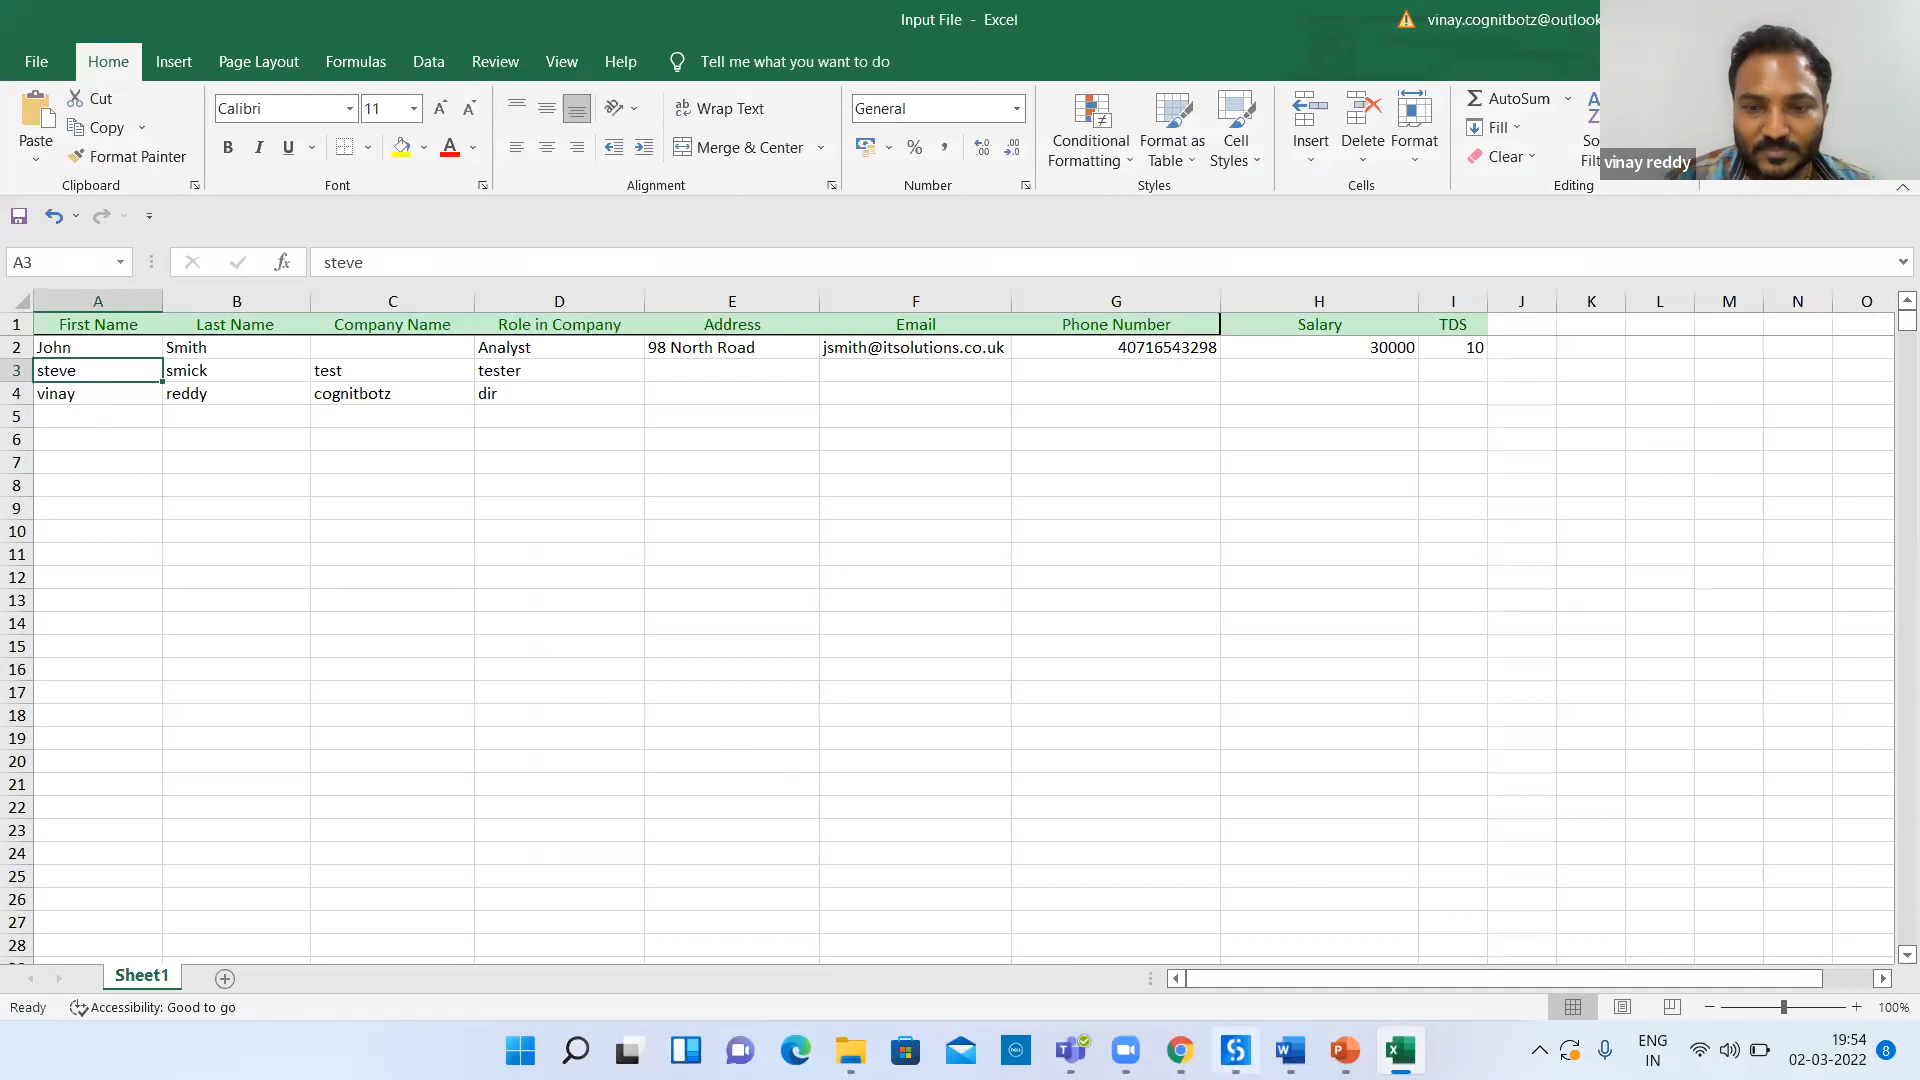 Input File - Excel
vinay.cognitbotz@outlook
File Home Insert Page Layout Formulas Data Review View Help Tell me what you want to do
Paste
Cut
Copy
Format Painter
Clipboard
Calibri 11
B I U
Font
Wrap Text
Merge & Center
Alignment
General
Number
Conditional Formatting
Format as Table
Cell Styles
Styles
Insert
Delete
Format
Cells
AutoSum
Fill
Clear
Editing
vinay reddy
A3 fx steve
A B C D E F G H I J K L M N O
1 First Name Last Name Company Name Role in Company Address Email Phone Number Salary TDS
2 John Smith Analyst 98 North Road jsmith@itsolutions.co.uk 40716543298 30000 10
3 steve smick test tester
4 vinay reddy cognitbotz dir
5
6
7
8
9
10
11
12
13
14
15
16
17
18
19
20
21
22
23
24
25
26
27
28
Sheet1
Ready Accessibility: Good to go 100%
ENG
IN
19:54
02-03-2022
8